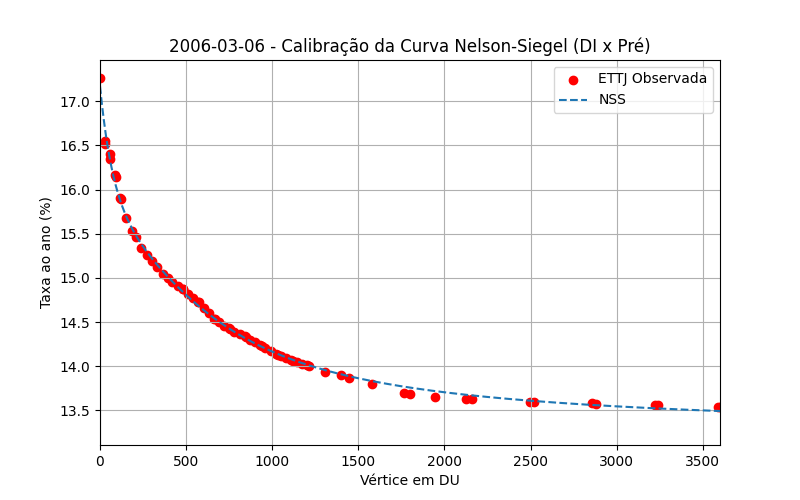 2006-03-06 - Calibração da Curva Nelson-Siegel (DI x Pré)
ETTJ Observada
NSS
Taxa ao ano (%)
17.0
16.5
16.0
15.5
15.0
14.5
14.0
13.5
0 500 1000 1500 2000 2500 3000 3500
Vértice em DU